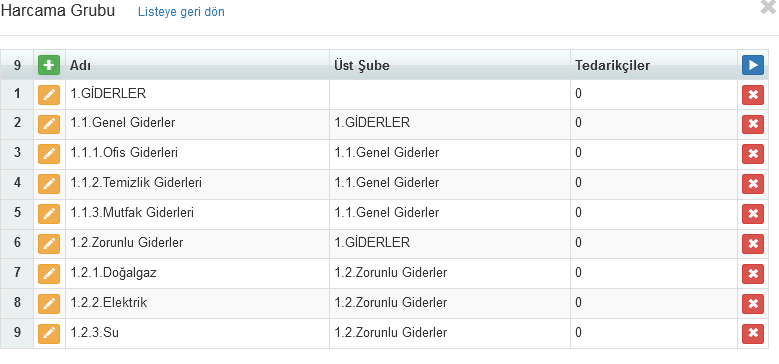 Harcama Grubu Listeye geri dön
9 Adı Üst Şube Tedarikçiler
1 1.GİDERLER 0
2 1.1.Genel Giderler 1.GİDERLER 0
3 1.1.1.Ofis Giderleri 1.1.Genel Giderler 0
4 1.1.2.Temizlik Giderleri 1.1.Genel Giderler 0
5 1.1.3.Mutfak Giderleri 1.1.Genel Giderler 0
6 1.2.Zorunlu Giderler 1.GİDERLER 0
7 1.2.1.Doğalgaz 1.2.Zorunlu Giderler 0
8 1.2.2.Elektrik 1.2.Zorunlu Giderler 0
9 1.2.3.Su 1.2.Zorunlu Giderler 0